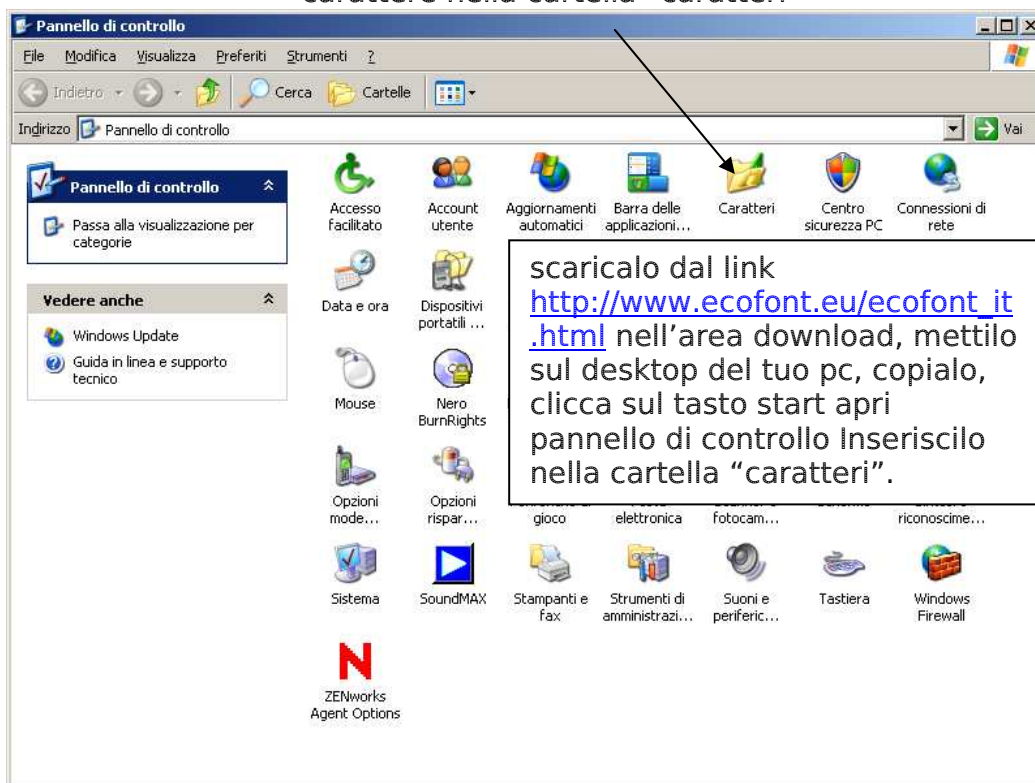 Pannello di controllo
File Modifica Visualizza Preferiti Strumenti ?
Indietro Cerca Cartelle
Indirizzo Pannello di controllo Vai
Pannello di controllo
Passa alla visualizzazione per
categorie
Vedere anche
Windows Update
Guida in linea e supporto
tecnico
Accesso
facilitato
Account
utente
Aggiornamenti
automatici
Barra delle
applicazioni...
Caratteri
Centro
sicurezza PC
Connessioni di
rete
Data e ora
Dispositivi
portatili ...
scaricalo dal link
http://www.ecofont.eu/ecofont_it
.html nell’area download, mettilo
sul desktop del tuo pc, copialo,
clicca sul tasto start apri
pannello di controllo Inseriscilo
nella cartella “caratteri”.
Mouse
Nero
BurnRights
Opzioni
mode...
Opzioni
rispar...
gioco
elettronica
fotocam...
riconoscime...
Sistema
SoundMAX
Stampanti e
fax
Strumenti di
amministrazi...
Suoni e
periferic...
Tastiera
Windows
Firewall
ZENworks
Agent Options